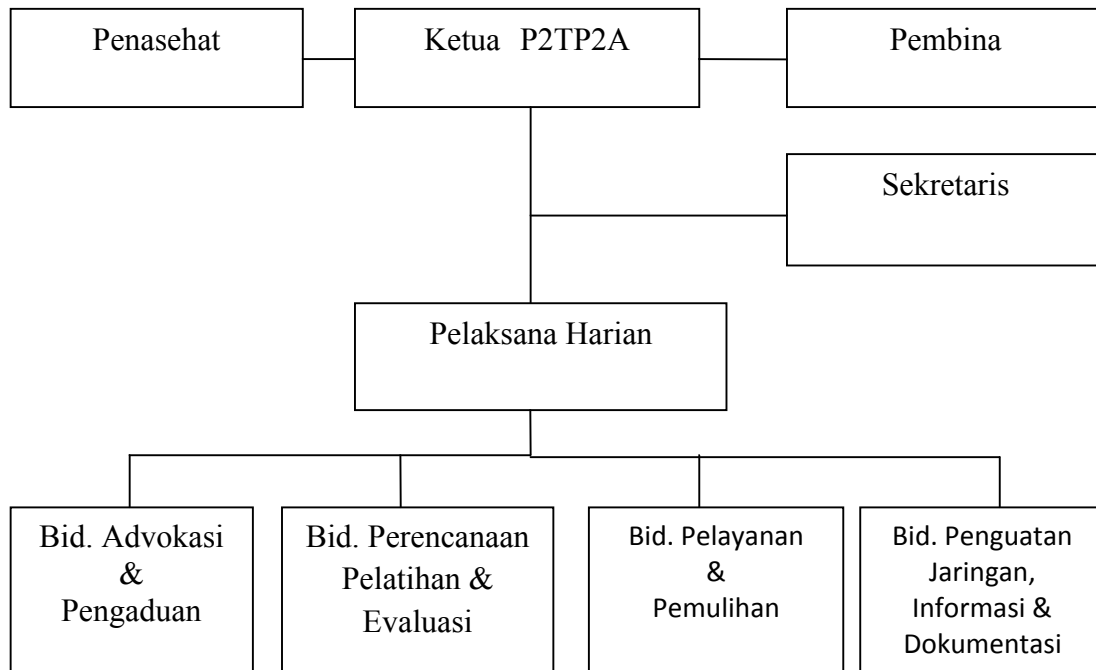 Penasehat
Ketua P2TP2A
Pembina
Sekretaris
Pelaksana Harian
Bid. Advokasi
&
Pengaduan
Bid. Perencanaan
Pelatihan &
Evaluasi
Bid. Pelayanan
&
Pemulihan
Bid. Penguatan
Jaringan,
Informasi &
Dokumentasi